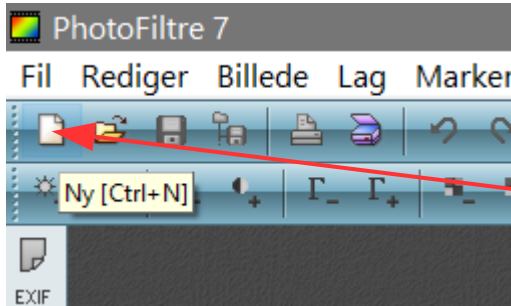 PhotoFiltre 7
Fil Rediger Billede Lag Marker
Ny [Ctrl+N]
Γ- Γ+
EXIF